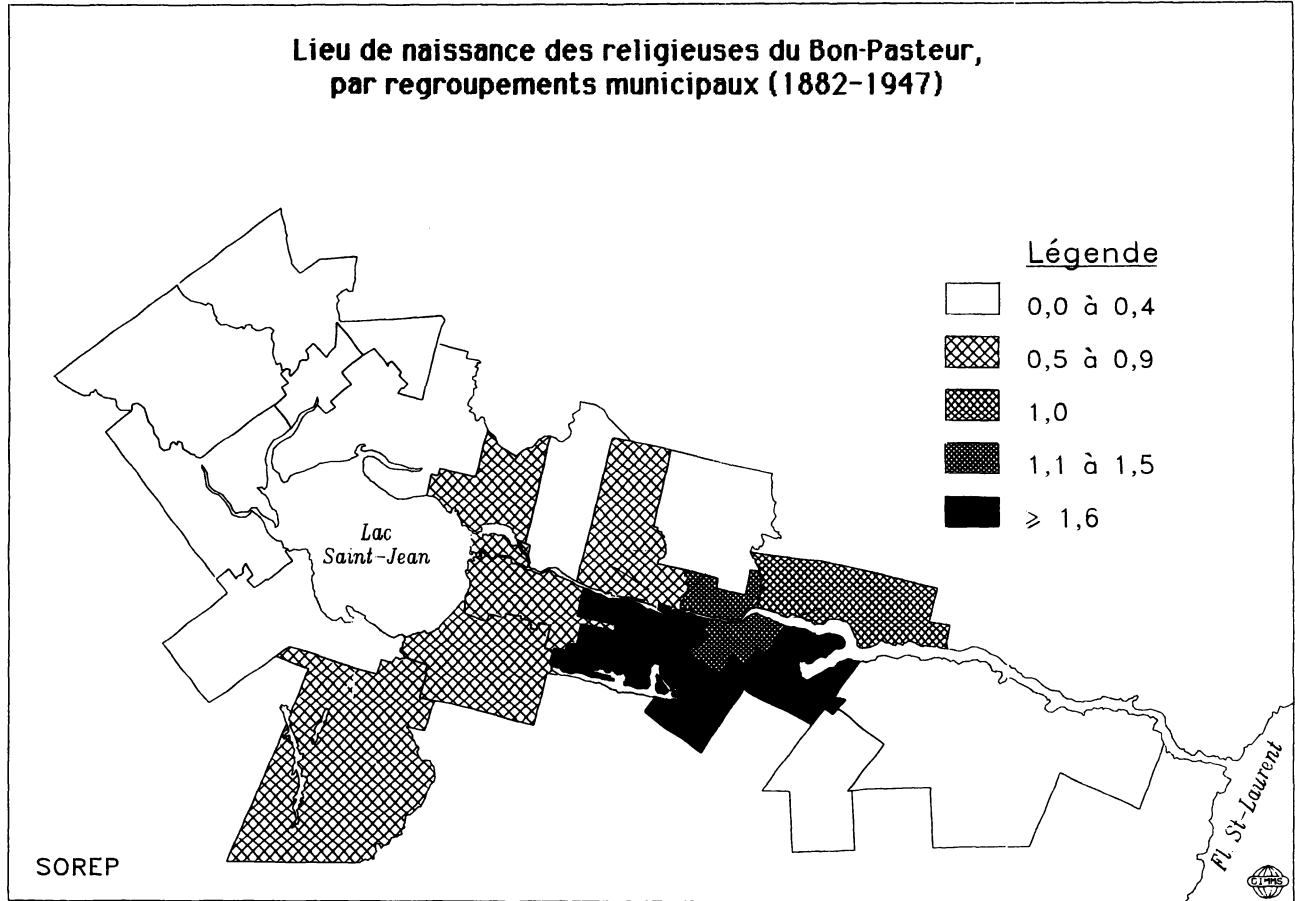 Lieu de naissance des religieuses du Bon-Pasteur,
par regroupements municipaux (1882-1947)
Légende
0,0 à 0,4
0,5 à 0,9
1,0
1,1 à 1,5
⩾ 1,6
Lac
Saint-Jean
Fl. St-Laurent
SOREP
GIMMS